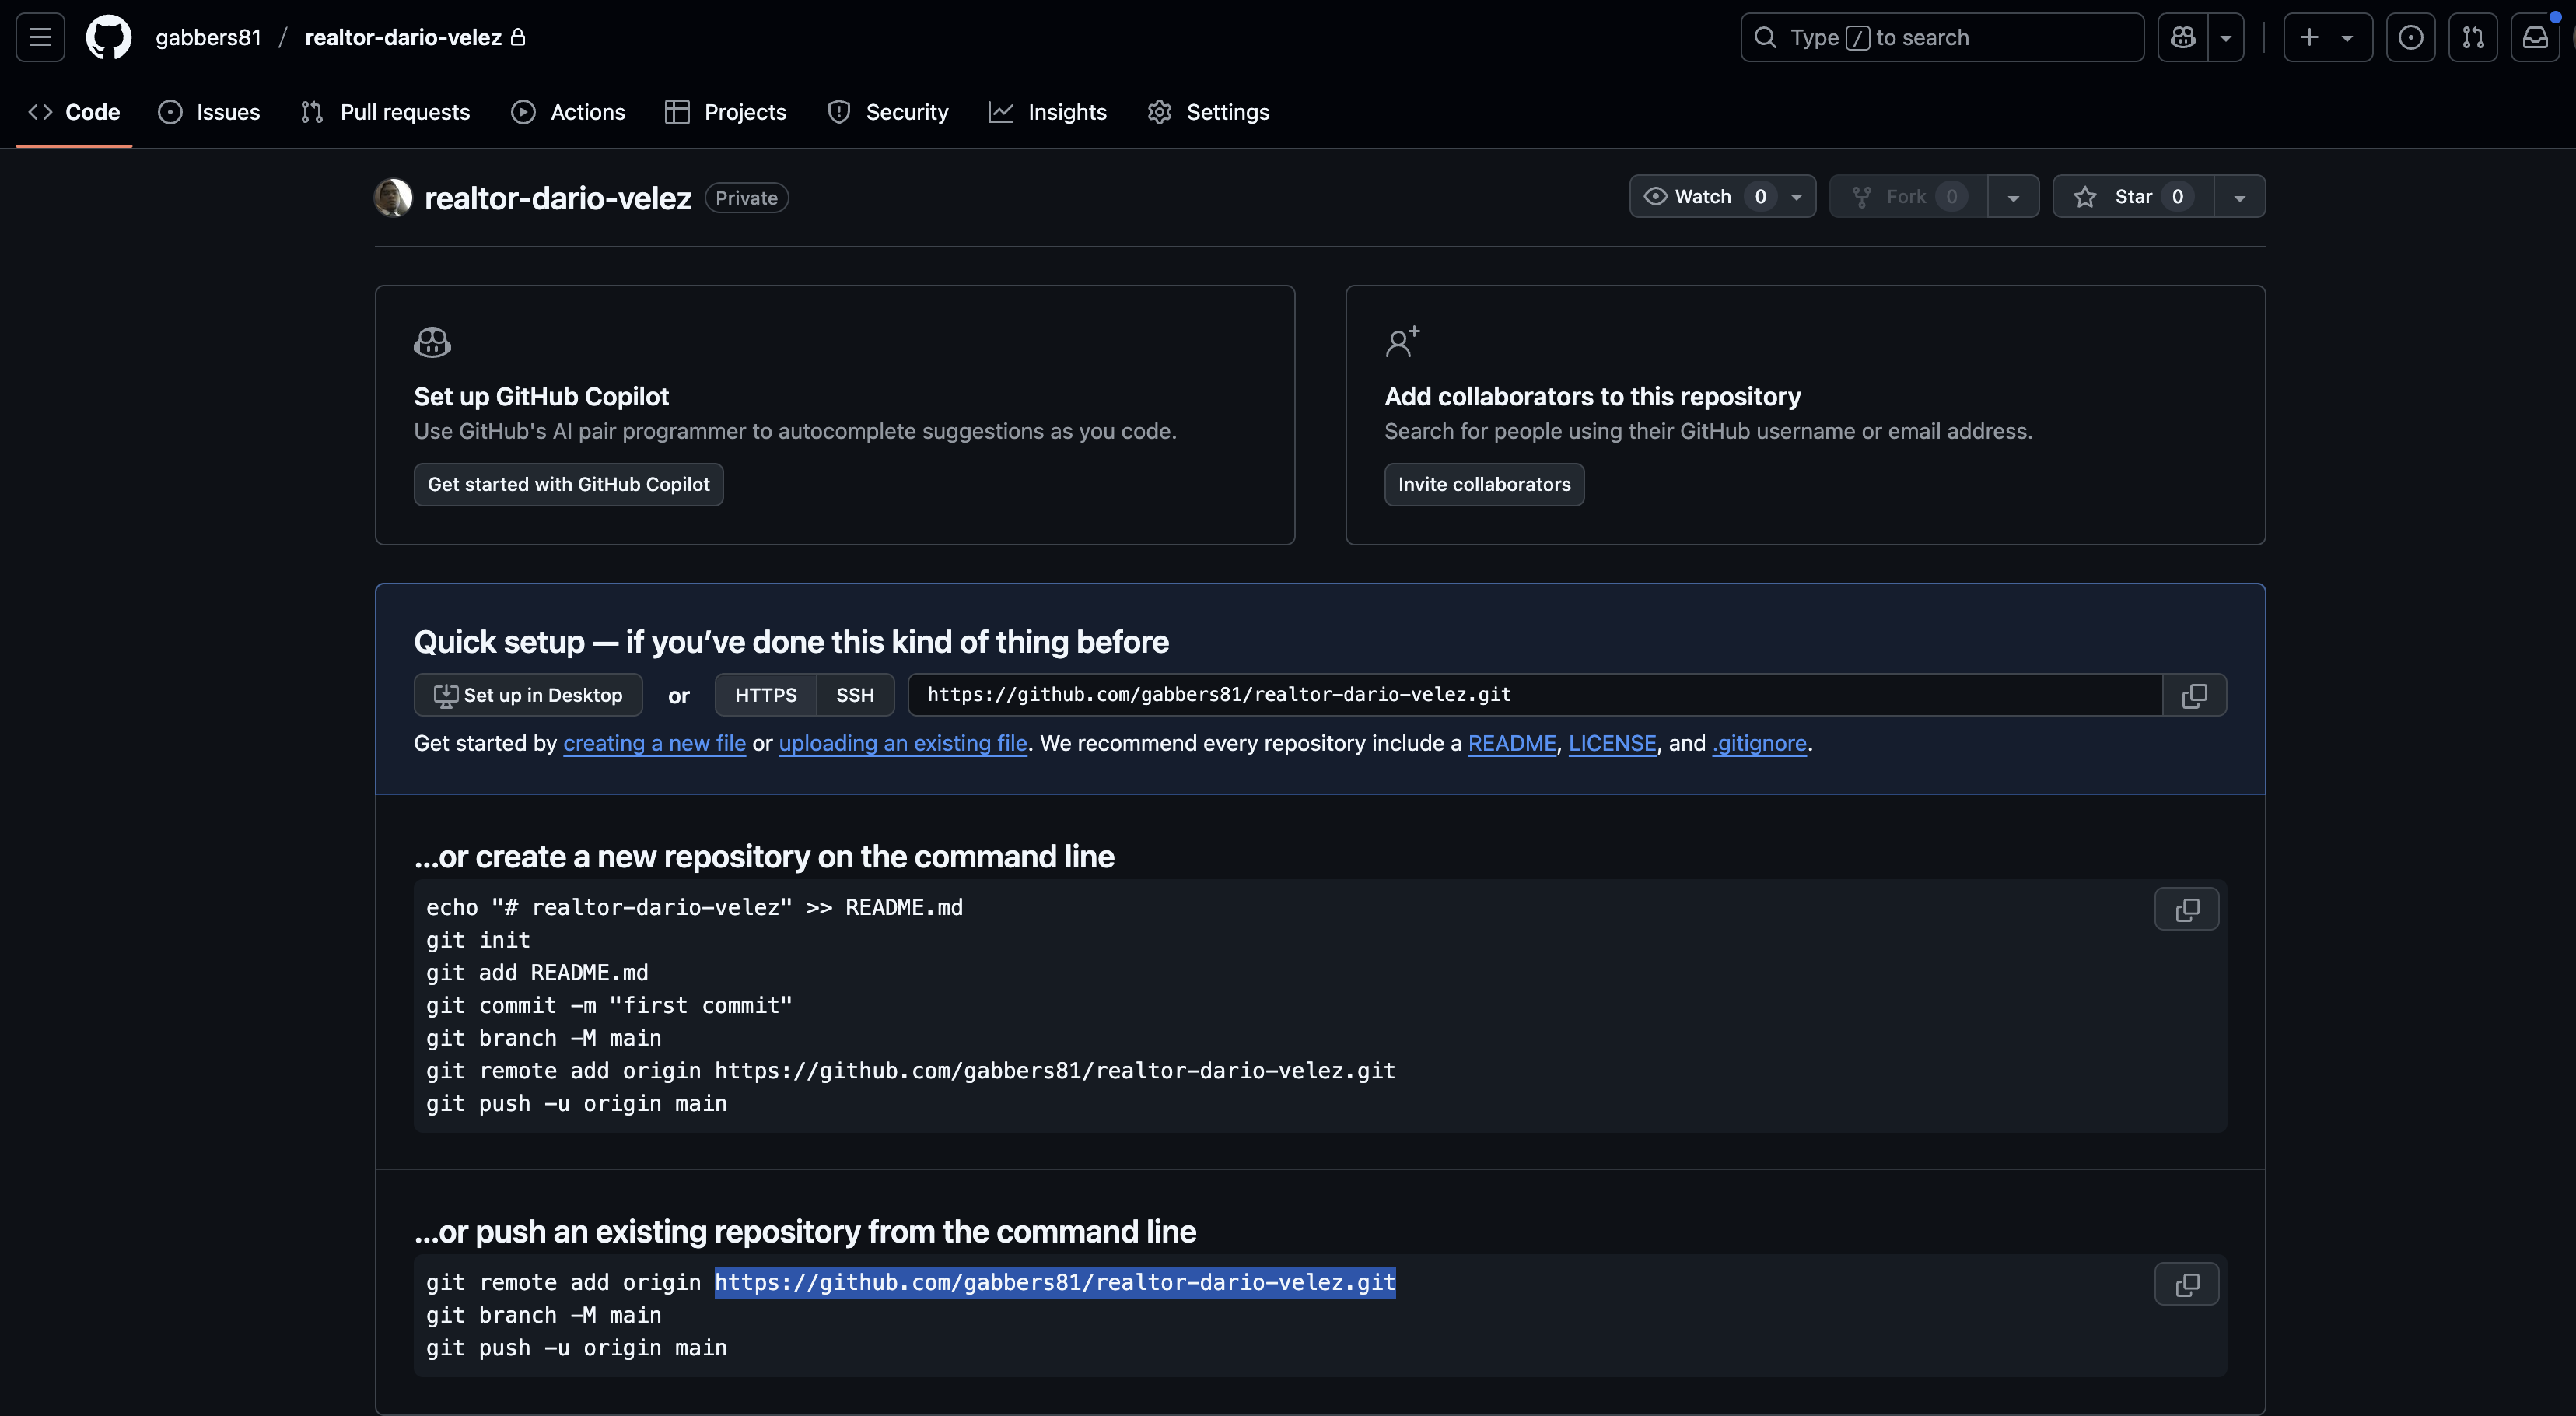 gabbers81 / realtor-dario-velez
Type / to search
Code Issues Pull requests Actions Projects Security Insights Settings
realtor-dario-velez Private
Watch 0 Fork 0 Star 0
Set up GitHub Copilot
Use GitHub's AI pair programmer to autocomplete suggestions as you code.
Get started with GitHub Copilot
Add collaborators to this repository
Search for people using their GitHub username or email address.
Invite collaborators
Quick setup — if you’ve done this kind of thing before
Set up in Desktop or HTTPS SSH https://github.com/gabbers81/realtor-dario-velez.git
Get started by creating a new file or uploading an existing file. We recommend every repository include a README, LICENSE, and .gitignore.
…or create a new repository on the command line
echo "# realtor-dario-velez" >> README.md
git init
git add README.md
git commit -m "first commit"
git branch -M main
git remote add origin https://github.com/gabbers81/realtor-dario-velez.git
git push -u origin main
…or push an existing repository from the command line
git remote add origin https://github.com/gabbers81/realtor-dario-velez.git
git branch -M main
git push -u origin main